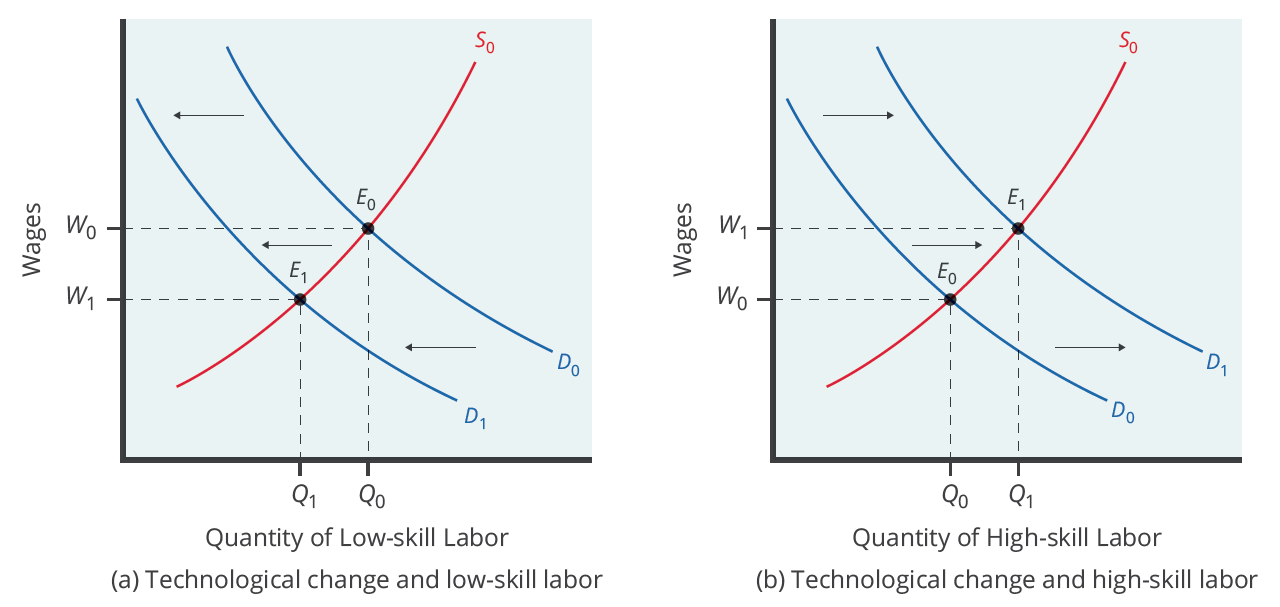 S0
Wages
W0
E0
E1
W1
D0
D1
Q1 Q0
Quantity of Low-skill Labor
(a) Technological change and low-skill labor
S0
Wages
W1
E1
E0
W0
D1
D0
Q0 Q1
Quantity of High-skill Labor
(b) Technological change and high-skill labor